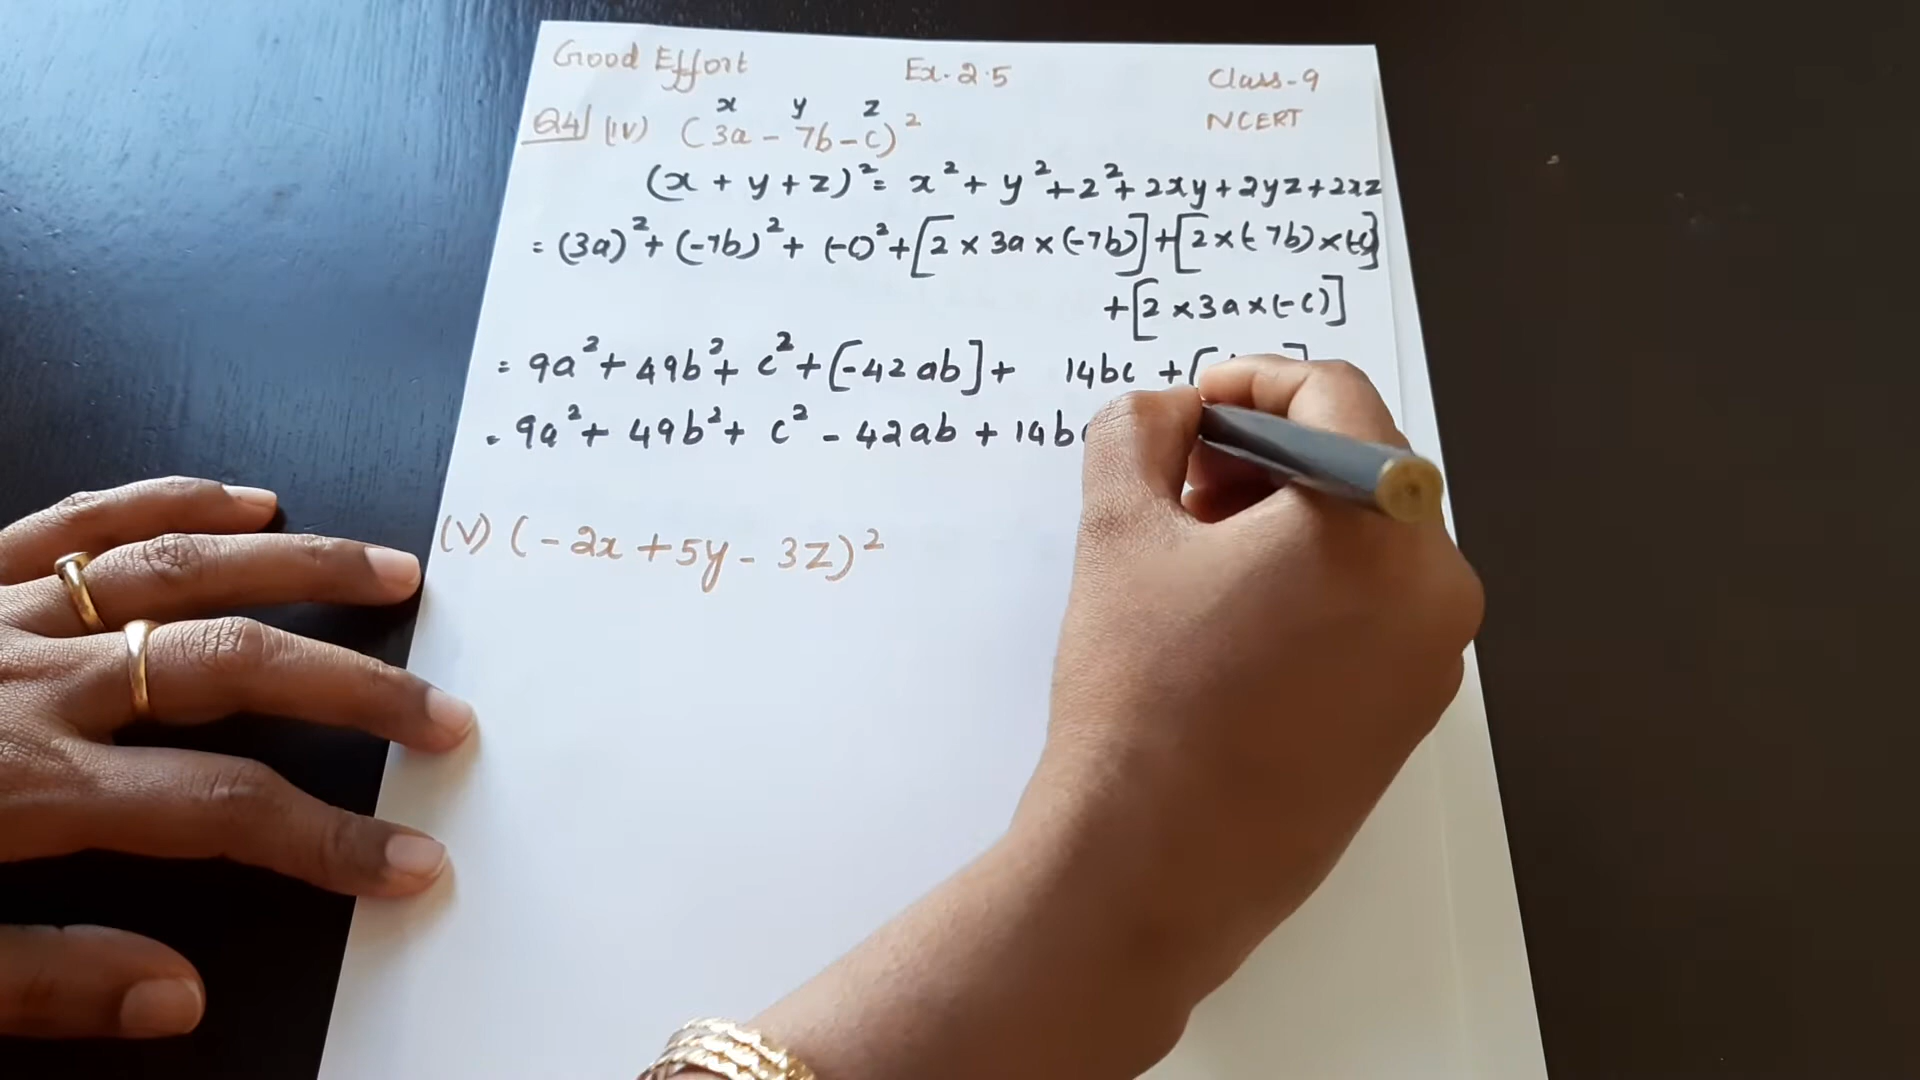 Good Effort Ex. 2.5 Class-9
NCERT
x y z
Q4) (iv) (3a - 7b - c)²
(x + y + z)² = x² + y² + z² + 2xy + 2yz + 2xz
= (3a)² + (-7b)² + (-c)² + [2 × 3a × (-7b)] + [2 × (-7b) × (-c)]
+ [2 × 3a × (-c)]
= 9a² + 49b² + c² + [-42ab] + 14bc + [
= 9a² + 49b² + c² - 42ab + 14b
(V) (-2x + 5y - 3z)²